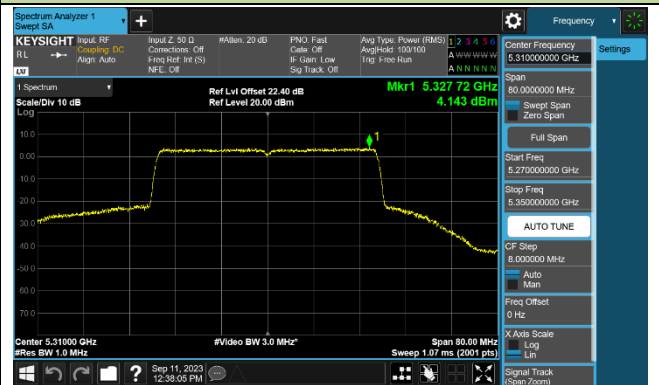 Spectrum Analyzer 1
Swept SA
Frequency
KEYSIGHT
RL
LXI
Input: RF
Coupling: DC
Align: Auto
Input Z: 50 Ω
Corrections: Off
Freq Ref: Int (S)
NFE: Off
#Atten: 20 dB
PNO: Fast
Gate: Off
IF Gain: Low
Sig Track: Off
Avg Type: Power (RMS)
Avg|Hold: 100/100
Trig: Free Run
1 2 3 4 5 6
A W W W W W
A N N N N N
1 Spectrum
Scale/Div 10 dB
Log
Ref Lvl Offset 22.40 dB
Ref Level 20.00 dBm
Mkr1 5.327 72 GHz
4.143 dBm
1
10.0
0.00
-10.0
-20.0
-30.0
-40.0
-50.0
-60.0
-70.0
Center 5.31000 GHz
#Res BW 1.0 MHz
#Video BW 3.0 MHz*
Span 80.00 MHz
Sweep 1.07 ms (2001 pts)
Sep 11, 2023
12:38:05 PM
Center Frequency
5.310000000 GHz
Span
80.0000000 MHz
Swept Span
Zero Span
Full Span
Start Freq
5.270000000 GHz
Stop Freq
5.350000000 GHz
AUTO TUNE
CF Step
8.000000 MHz
Auto
Man
Freq Offset
0 Hz
X Axis Scale
Log
Lin
Signal Track
(Span Zoom)
Settings